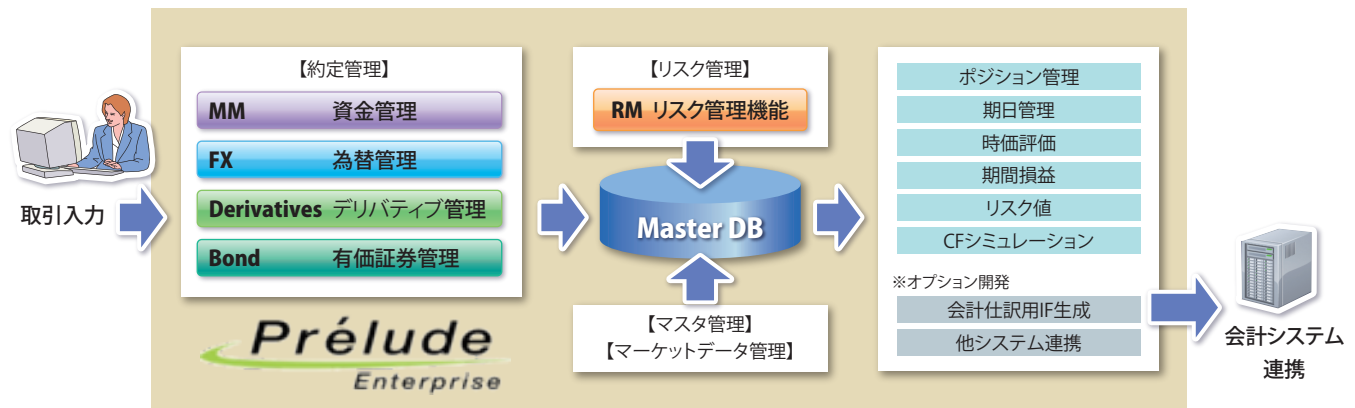 取引入力
【約定管理】
MM 資金管理
FX 為替管理
Derivatives デリバティブ管理
Bond 有価証券管理
Prélude
Enterprise
【リスク管理】
RM リスク管理機能
Master DB
【マスタ管理】
【マーケットデータ管理】
ポジション管理
期日管理
時価評価
期間損益
リスク値
CFシミュレーション
※オプション開発
会計仕訳用IF生成
他システム連携
会計システム
連携